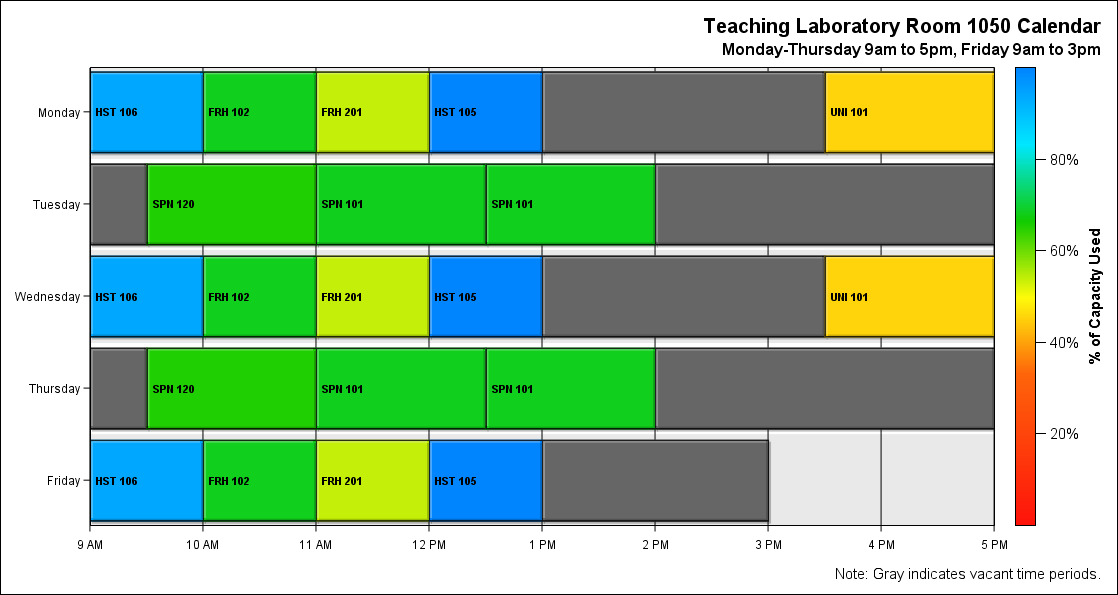 Teaching Laboratory Room 1050 Calendar
Monday-Thursday 9am to 5pm, Friday 9am to 3pm
Monday HST 106 FRH 102 FRH 201 HST 105 UNI 101
80%
Tuesday SPN 120 SPN 101 SPN 101
60%
% of Capacity Used
Wednesday HST 106 FRH 102 FRH 201 HST 105 UNI 101
40%
Thursday SPN 120 SPN 101 SPN 101
20%
Friday HST 106 FRH 102 FRH 201 HST 105
9 AM 10 AM 11 AM 12 PM 1 PM 2 PM 3 PM 4 PM 5 PM
Note: Gray indicates vacant time periods.